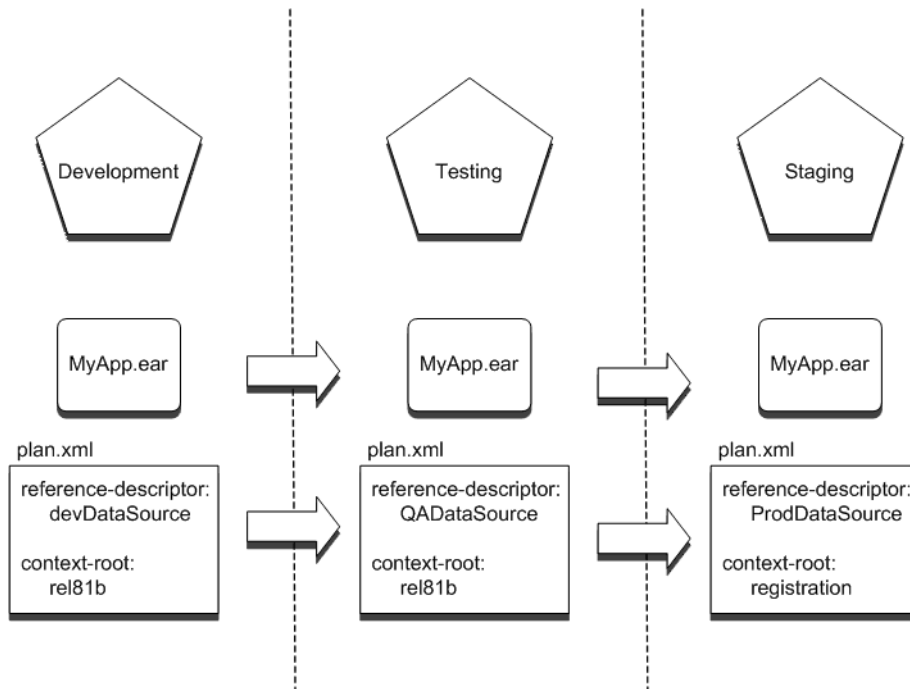 Development
Testing
Staging
MyApp.ear
MyApp.ear
MyApp.ear
plan.xml
reference-descriptor:
devDataSource
context-root:
rel81b
plan.xml
reference-descriptor:
QADataSource
context-root:
rel81b
plan.xml
reference-descriptor:
ProdDataSource
context-root:
registration